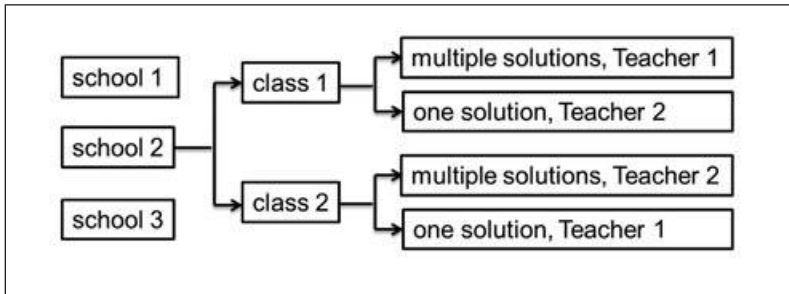 school 1
school 2
school 3
class 1
class 2
multiple solutions, Teacher 1
one solution, Teacher 2
multiple solutions, Teacher 2
one solution, Teacher 1